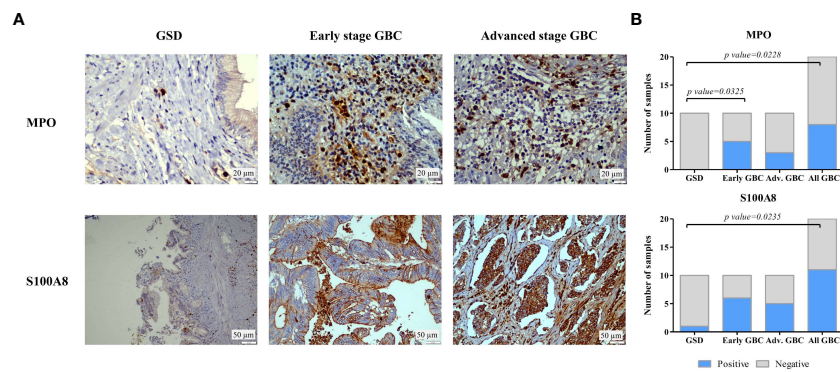 A
GSD
Early stage GBC
Advanced stage GBC
MPO
20 µm
20 µm
20 µm
S100A8
50 µm
50 µm
50 µm
B
MPO
Number of samples
20
15
10
5
0
p value=0.0228
p value=0.0325
GSD
Early GBC
Adv. GBC
All GBC
S100A8
Number of samples
20
15
10
5
0
p value=0.0235
GSD
Early GBC
Adv. GBC
All GBC
Positive
Negative